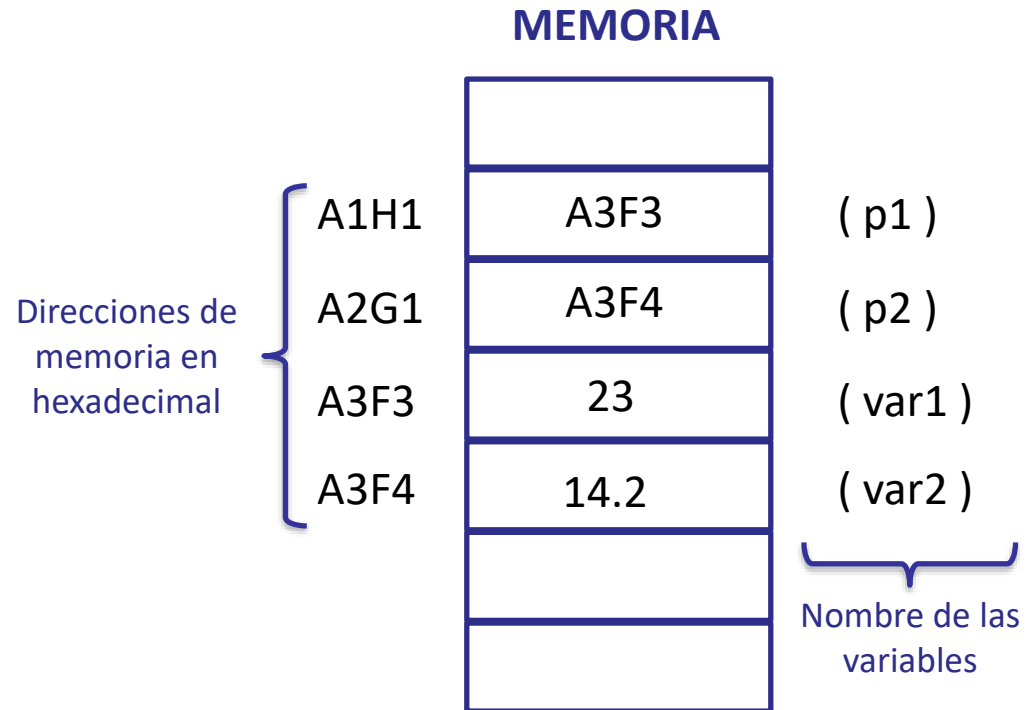 MEMORIA
A1H1 A3F3 ( p1 )
A2G1 A3F4 ( p2 )
Direcciones de
memoria en
hexadecimal
A3F3 23 ( var1 )
A3F4 14.2 ( var2 )
Nombre de las
variables